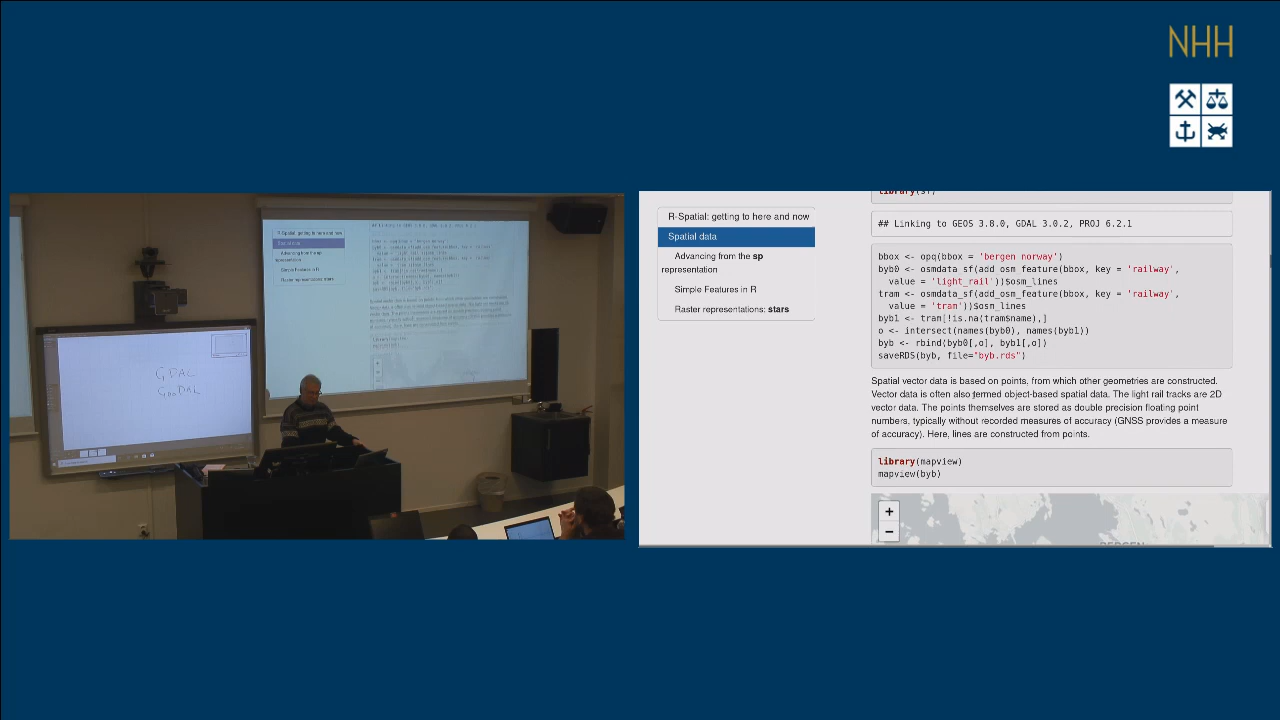 NHH
GDAL
GooDAL
R-Spatial: getting to here and now
Spatial data
Advancing from the sp
representation
Simple Features in R
Raster representations: stars
## Linking to GEOS 3.8.0, GDAL 3.0.2, PROJ 6.2.1
bbox <- opq(bbox = 'bergen norway')
byb0 <- osmdata_sf(add_osm_feature(bbox, key = 'railway',
value = 'light_rail'))$osm_lines
tram <- osmdata_sf(add_osm_feature(bbox, key = 'railway',
value = 'tram'))$osm_lines
byb1 <- tram[!is.na(tram$name),]
o <- intersect(names(byb0), names(byb1))
byb <- rbind(byb0[,o], byb1[,o])
saveRDS(byb, file="byb.rds")
Spatial vector data is based on points, from which other geometries are constructed.
Vector data is often also termed object-based spatial data. The light rail tracks are 2D
vector data. The points themselves are stored as double precision floating point
numbers, typically without recorded measures of accuracy (GNSS provides a measure
of accuracy). Here, lines are constructed from points.
library(mapview)
mapview(byb)
+
−